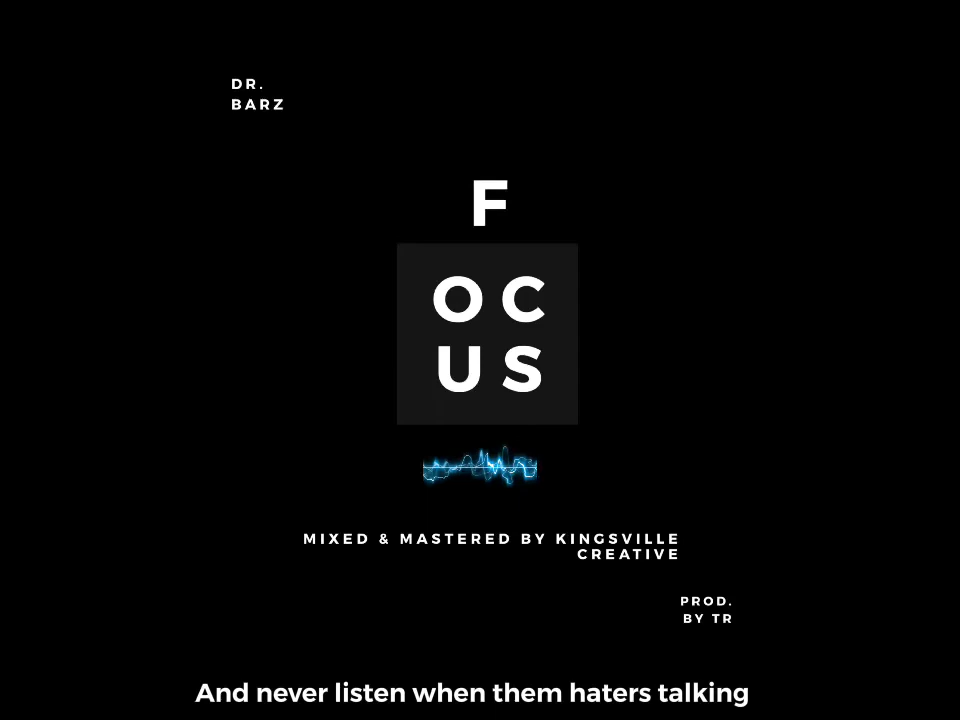 DR.
BARZ
F
OC
US
MIXED & MASTERED BY KINGSVILLE
CREATIVE
PROD.
BY TR
And never listen when them haters talking